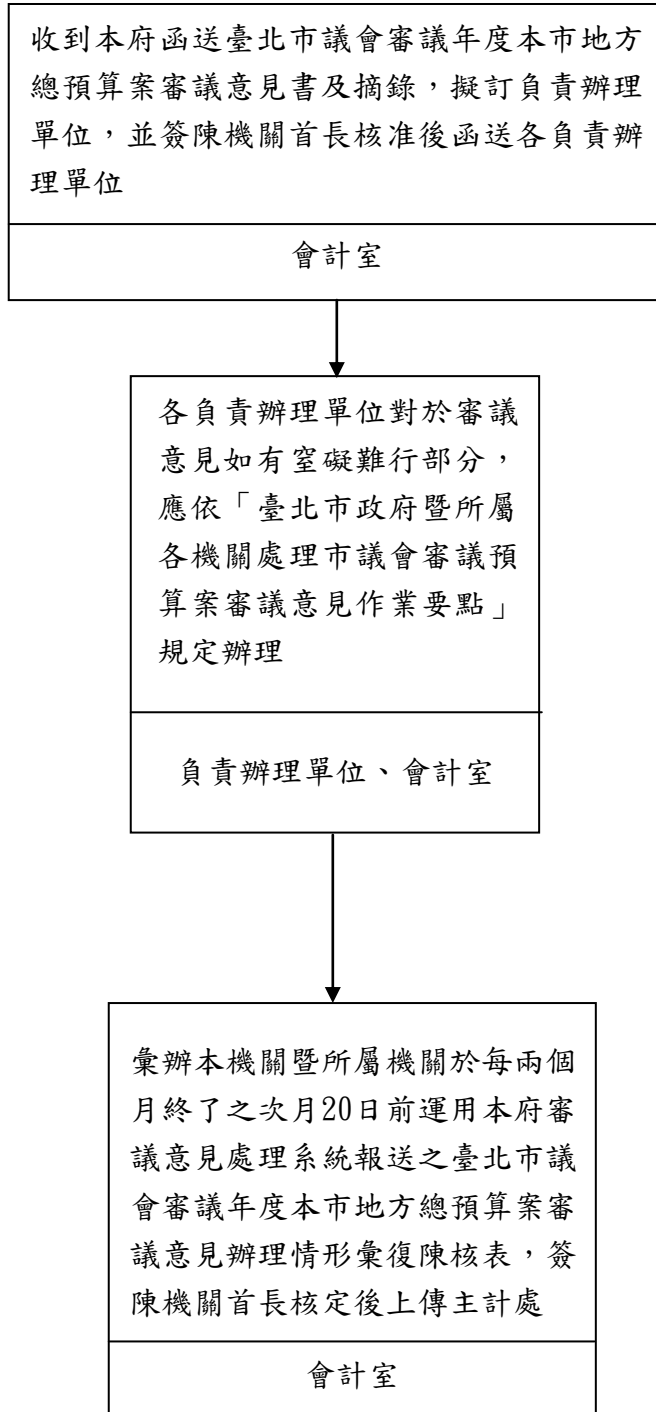 收到本府函送臺北市議會審議年度本市地方
總預算案審議意見書及摘錄，擬訂負責辦理
單位，並簽陳機關首長核准後函送各負責辦
理單位
會計室
各負責辦理單位對於審議
意見如有窒礙難行部分，
應依「臺北市政府暨所屬
各機關處理市議會審議預
算案審議意見作業要點」
規定辦理
負責辦理單位、會計室
彙辦本機關暨所屬機關於每兩個
月終了之次月20日前運用本府審
議意見處理系統報送之臺北市議
會審議年度本市地方總預算案審
議意見辦理情形彙復陳核表，簽
陳機關首長核定後上傳主計處
會計室